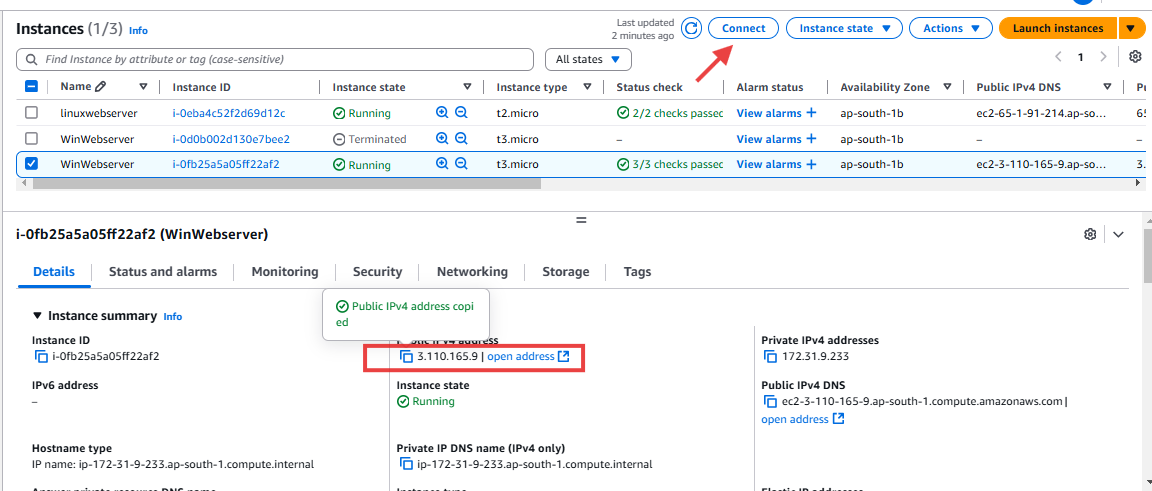 Instances (1/3) Info
Last updated
2 minutes ago
Connect
Instance state
Actions
Launch instances
Find Instance by attribute or tag (case-sensitive)
All states
1
Name Instance ID Instance state Instance type Status check Alarm status Availability Zone Public IPv4 DNS
linuxwebserver i-0eba4c52f2d69d12c Running t2.micro 2/2 checks passed View alarms + ap-south-1b ec2-65-1-91-214.ap-so...
WinWebserver i-0d0b002d130e7bee2 Terminated t3.micro – View alarms + ap-south-1b – –
WinWebserver i-0fb25a5a05ff22af2 Running t3.micro 3/3 checks passed View alarms + ap-south-1b ec2-3-110-165-9.ap-so... 3.
i-0fb25a5a05ff22af2 (WinWebserver)
Details Status and alarms Monitoring Security Networking Storage Tags
Public IPv4 address copi
ed
Instance summary Info
Instance ID
i-0fb25a5a05ff22af2
Public IPv4 address
3.110.165.9 | open address
Private IPv4 addresses
172.31.9.233
IPv6 address
–
Instance state
Running
Public IPv4 DNS
ec2-3-110-165-9.ap-south-1.compute.amazonaws.com |
open address
Hostname type
IP name: ip-172-31-9-233.ap-south-1.compute.internal
Private IP DNS name (IPv4 only)
ip-172-31-9-233.ap-south-1.compute.internal